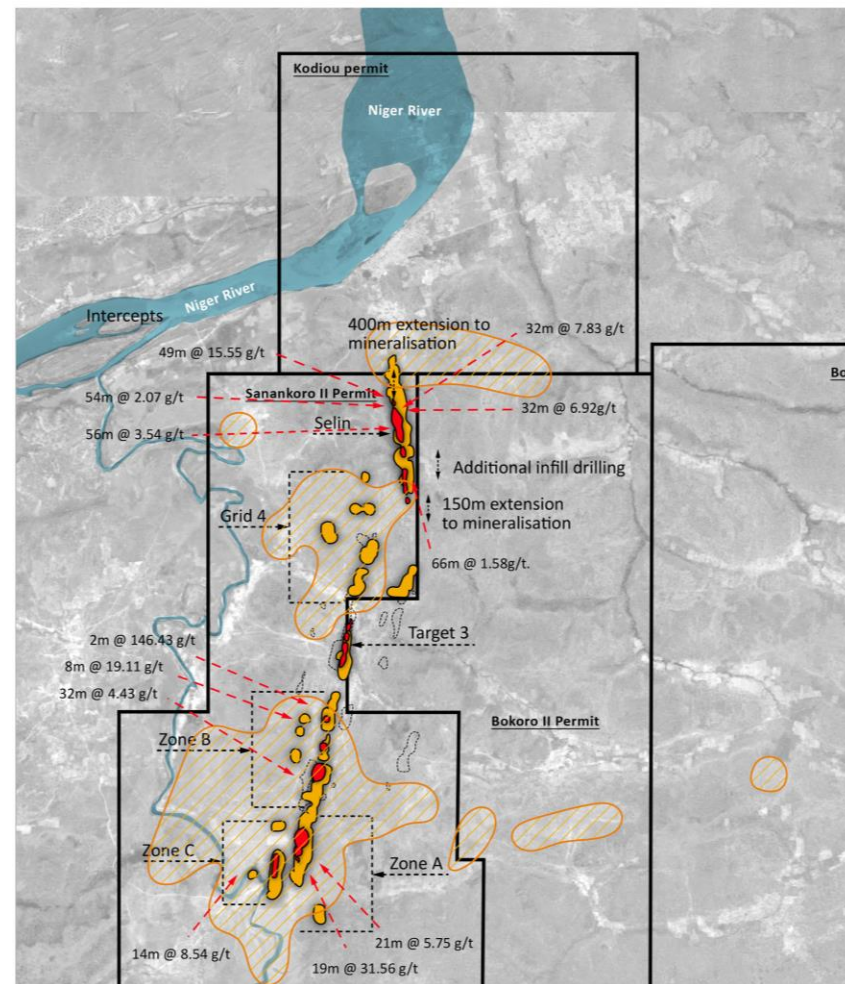 Kodiou permit
Niger River
Niger River
Intercepts
400m extension to
mineralisation
32m @ 7.83 g/t
49m @ 15.55 g/t
Bo
54m @ 2.07 g/t
Sanankoro II Permit
32m @ 6.92g/t
Selin
56m @ 3.54 g/t
Additional infill drilling
150m extension
to mineralisation
Grid 4
66m @ 1.58g/t.
Target 3
2m @ 146.43 g/t
8m @ 19.11 g/t
32m @ 4.43 g/t
Bokoro II Permit
Zone B
Zone C
Zone A
21m @ 5.75 g/t
14m @ 8.54 g/t
19m @ 31.56 g/t